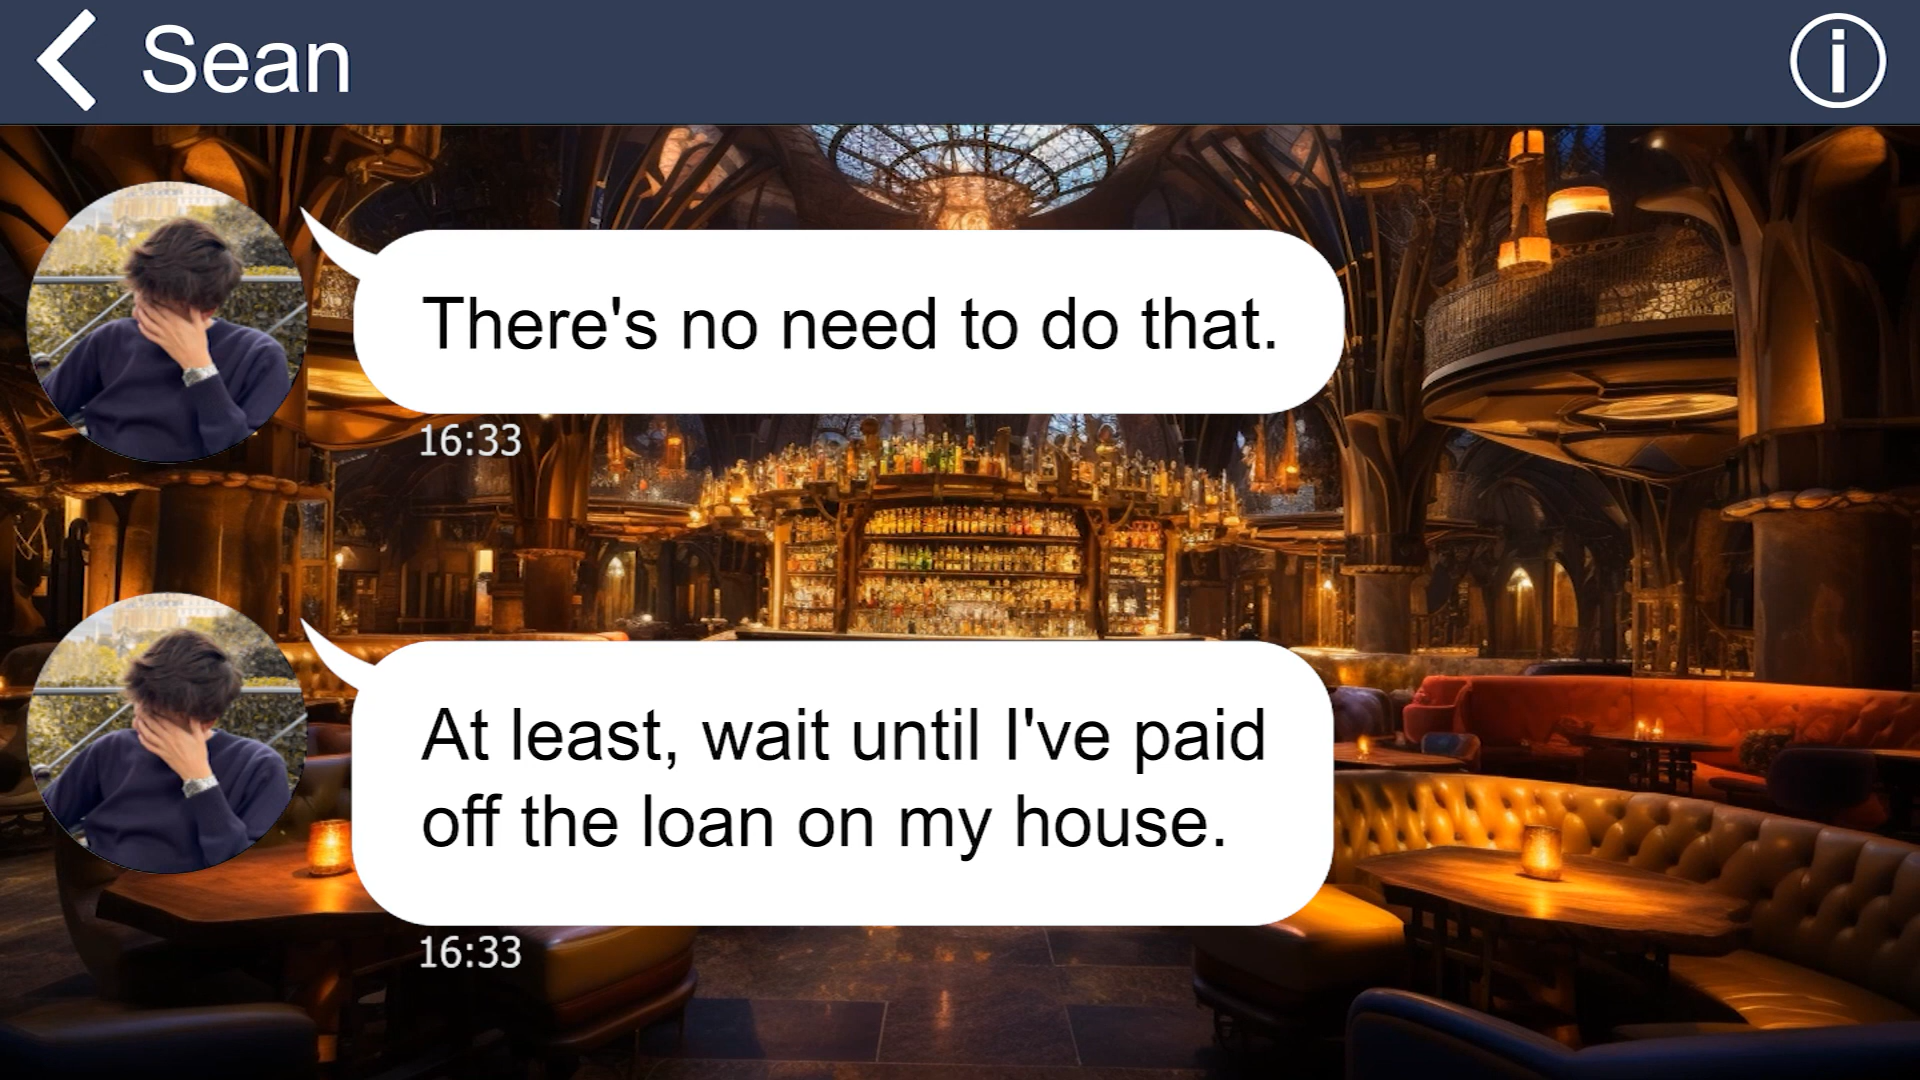 Sean
There's no need to do that.
16:33
At least, wait until I've paid
off the loan on my house.
16:33